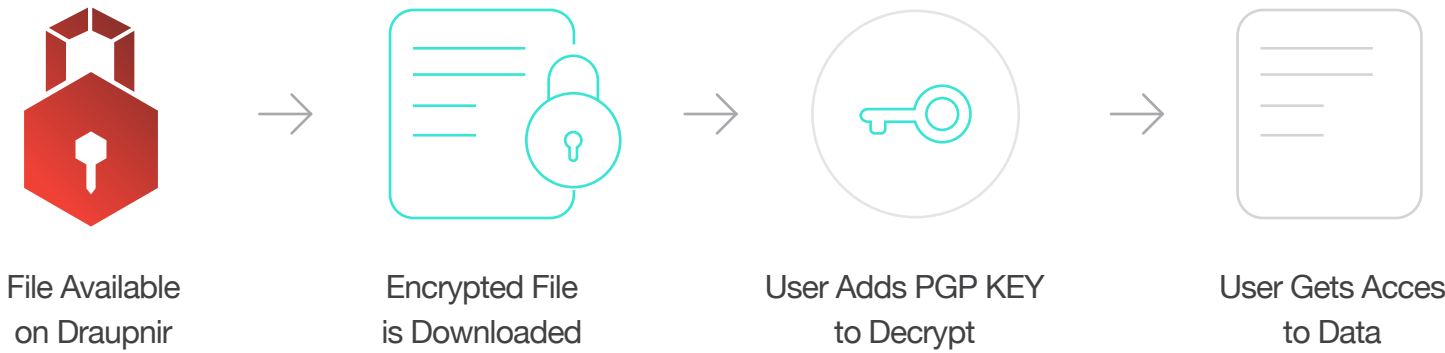 File Available
on Draupnir
Encrypted File
is Downloaded
User Adds PGP KEY
to Decrypt
User Gets Acces
to Data